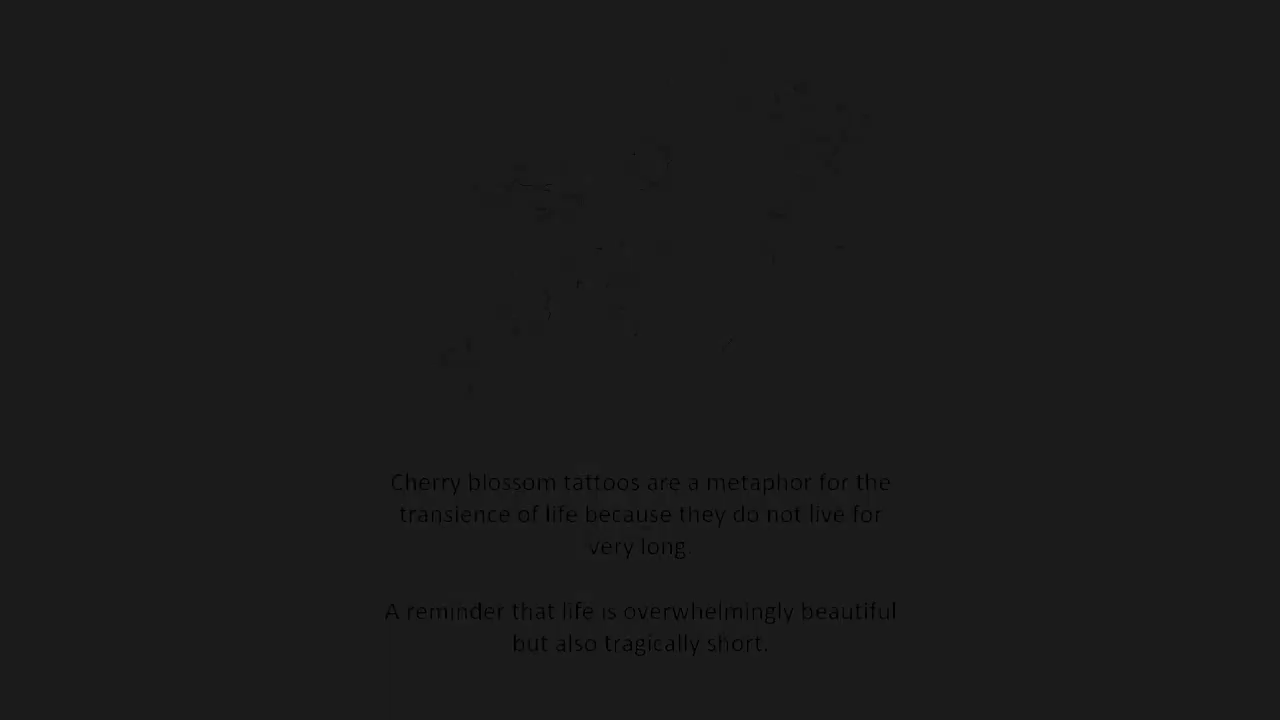 Cherry blossom tattoos are a metaphor for the
transience of life because they do not live for
very long.
A reminder that life is overwhelmingly beautiful
but also tragically short.